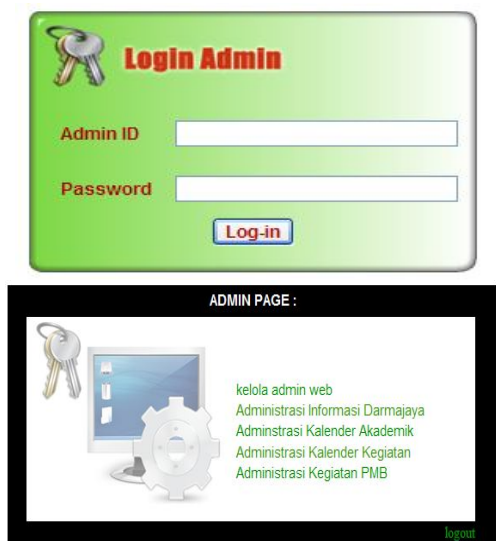 Login Admin
Admin ID
Password
Log-in
ADMIN PAGE :
kelola admin web
Administrasi Informasi Darmajaya
Adminstrasi Kalender Akademik
Administrasi Kalender Kegiatan
Administrasi Kegiatan PMB
logout